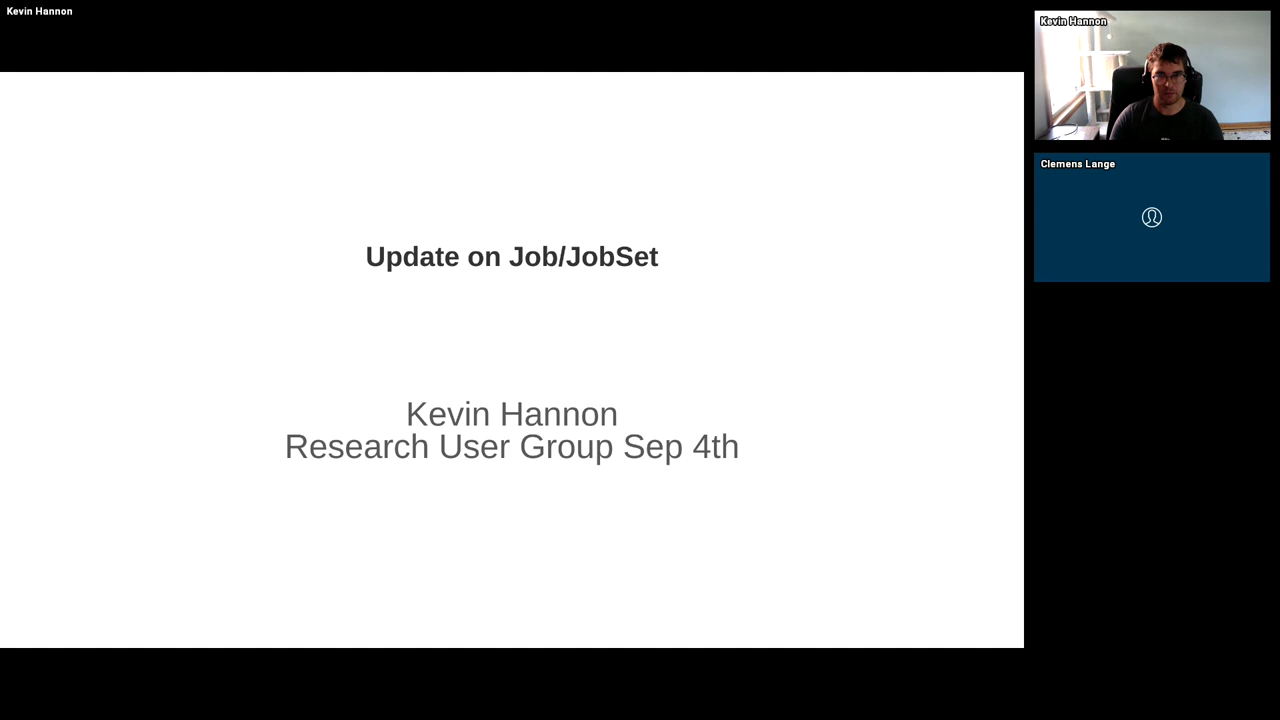 Kevin Hannon
Kevin Hannon
Clemens Lange
Update on Job/JobSet
Kevin Hannon
Research User Group Sep 4th